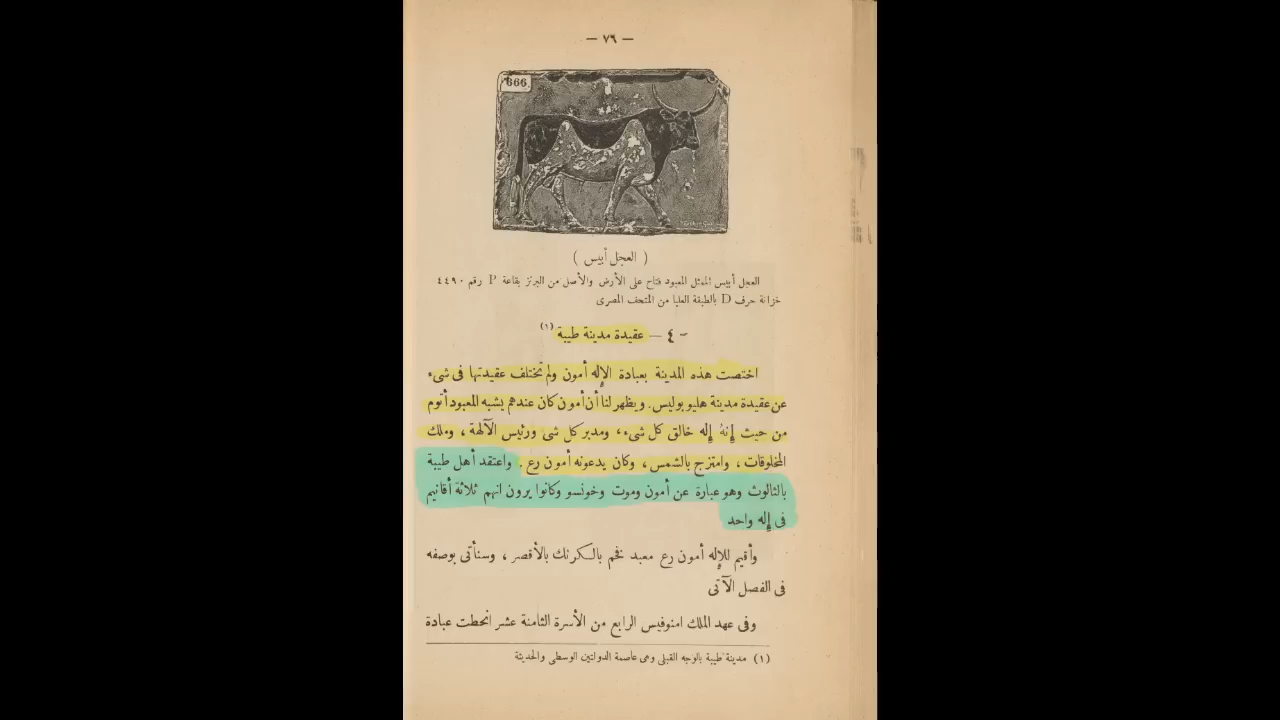 — ٧٦ —
666
( العجل أبيس )
العجل أبيس الممثل للمعبود فتاح على الأرض والأصل من البرنز بقاعة P رقم ٤٤٩٠
خزانة حرف D بالطبقة العليا من المتحف المصرى
- ٤ — عقيدة مدينة طيبة (١)
اختصت هذه المدينة بعبادة الإله أمون ولم تختلف عقيدتها فى شىء
عن عقيدة مدينة هليوبوليس. ويظهر لنا أن أمون كان عندهم يشبه المعبود أتوم
من حيث إنهُ إله خالق كل شىء، ومدبر كل شى ورئيس الآلهة، وملك
المخلوقات، وامتزج بالشمس، وكان يدعونه أمون رع. واعتقد أهل طيبة
بالثالوث وهو عبارة عن أمون وموت وخونسو وكانوا يرون انهم ثلاثة أقانيم
فى إله واحد
وأقيم للإله أمون رع معبد فخم بالكرنك بالأقصر، وسنأتى بوصفه
فى الفصل الآتى
وفى عهد الملك امنوفيس الرابع من الأسرة الثامنة عشر انحطت عبادة
(١) مدينة طيبة بالوجه القبلى وهى عاصمة الدولتين الوسطى والحديثة